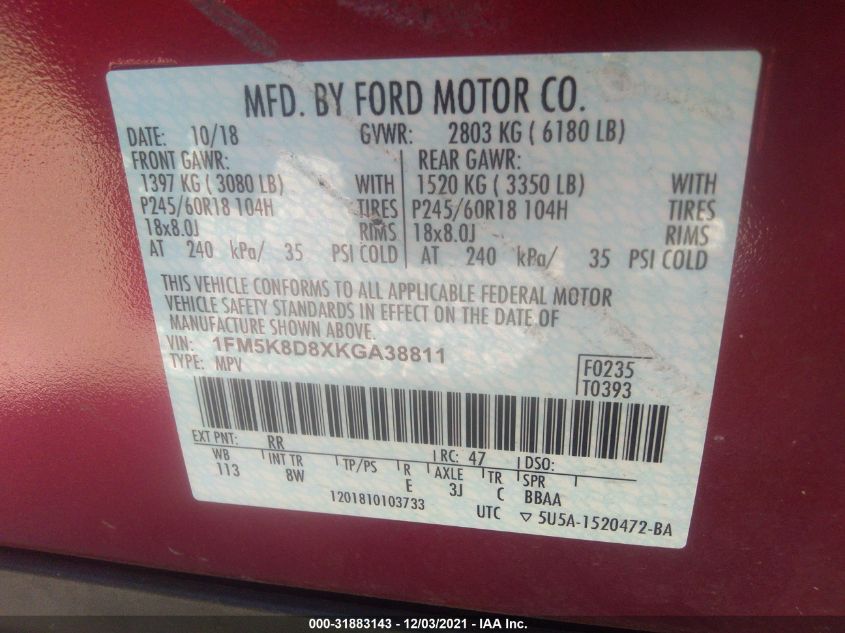 MFD. BY FORD MOTOR CO.
DATE: 10/18 GVWR: 2803 KG ( 6180 LB)
FRONT GAWR: REAR GAWR:
1397 KG ( 3080 LB) WITH 1520 KG ( 3350 LB) WITH
P245/60R18 104H TIRES P245/60R18 104H TIRES
18x8.0J RIMS 18x8.0J RIMS
AT 240 kPa/ 35 PSI COLD AT 240 kPa/ 35 PSI COLD
THIS VEHICLE CONFORMS TO ALL APPLICABLE FEDERAL MOTOR
VEHICLE SAFETY STANDARDS IN EFFECT ON THE DATE OF
MANUFACTURE SHOWN ABOVE.
VIN: 1FM5K8D8XKGA38811
TYPE: MPV
F0235
T0393
EXT PNT: RR RC: 47 DSO:
WB INT TR TP/PS R AXLE TR SPR
113 8W E 3J C BBAA
1201810103733 UTC ▽ 5U5A-1520472-BA
000-31883143 - 12/03/2021 - IAA Inc.